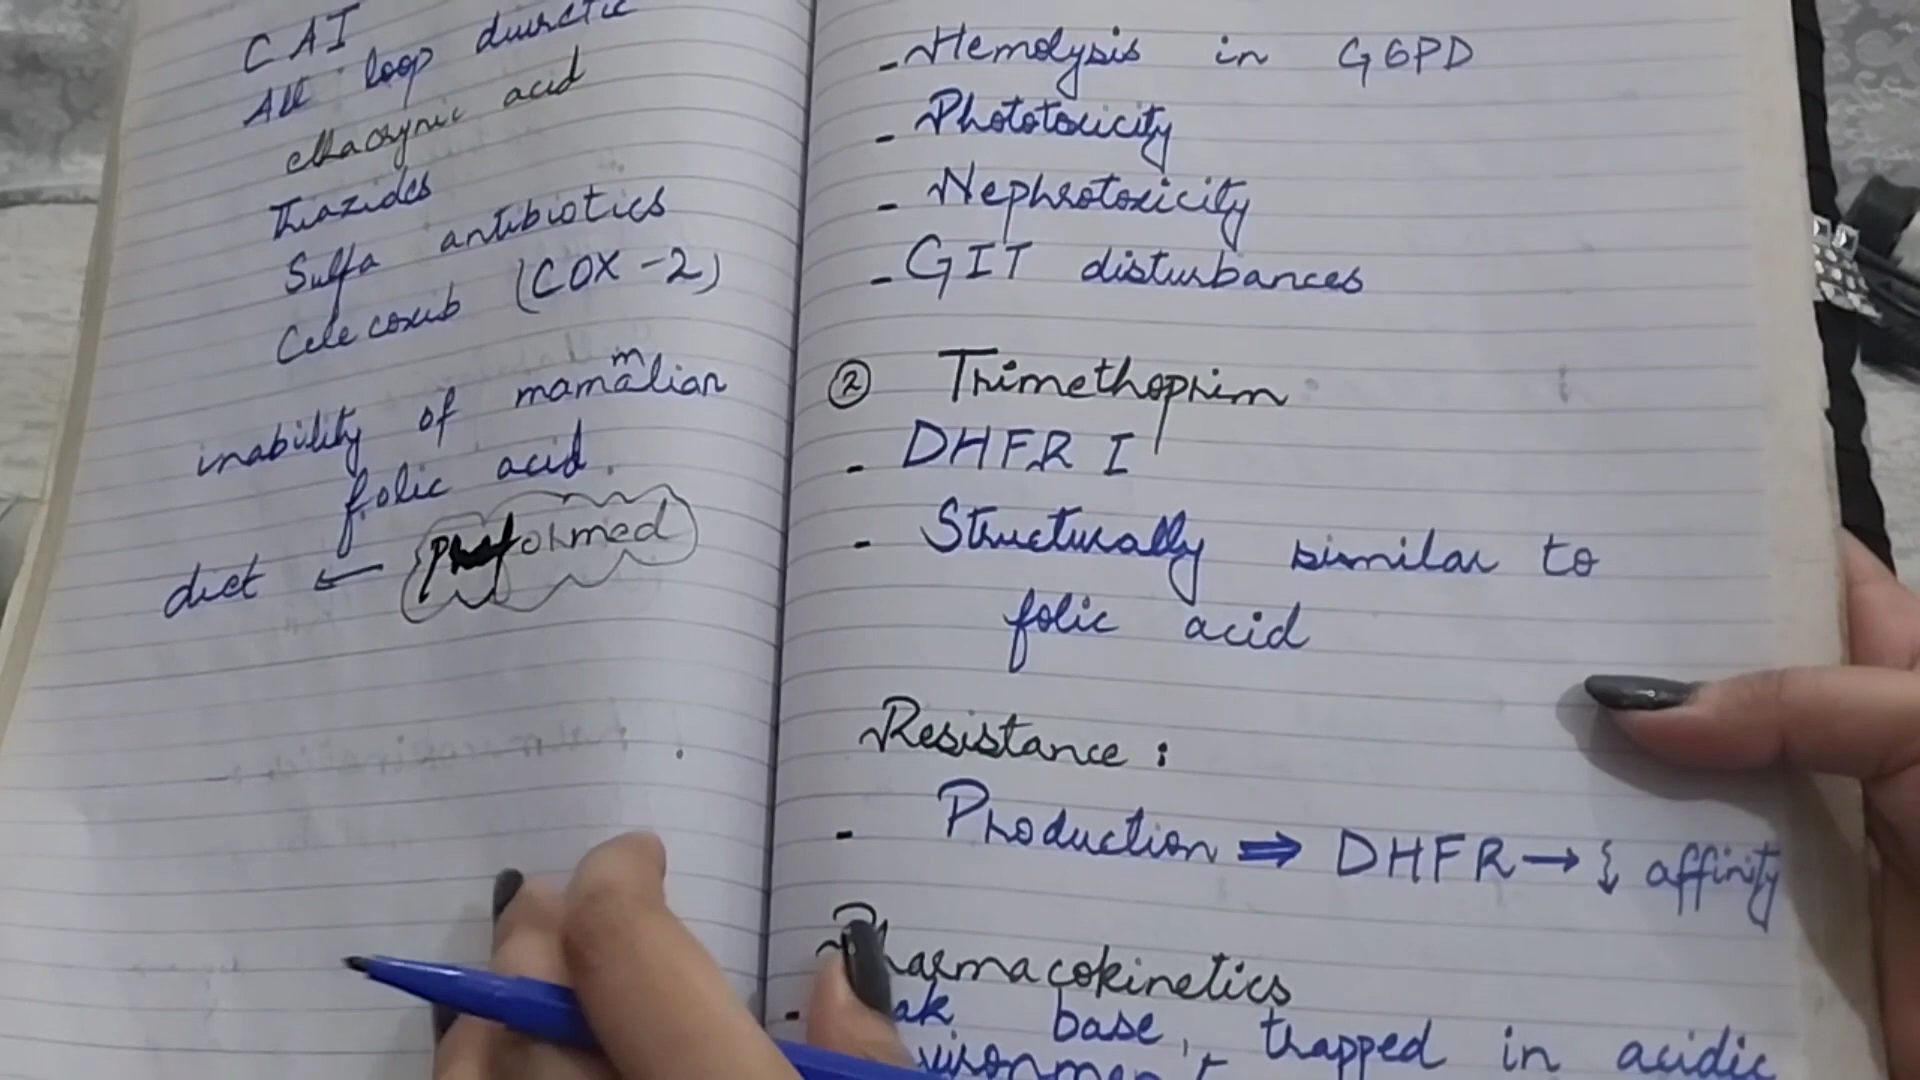 CAI
All loop diuretic
ethacrynic acid
Thiazides
Sulfa antibiotics
Celecoxib (COX-2)
inability of mammalian
folic acid.
diet ← preformed
- Hemolysis in G6PD
- Phototoxicity
- Nephrotoxicity
- GIT disturbances
② Trimethoprim
- DHFR I
- Structurally similar to
folic acid
Resistance :
- Production ⇒ DHFR → ↓ affinity
Pharmacokinetics
- base, trapped in acidic